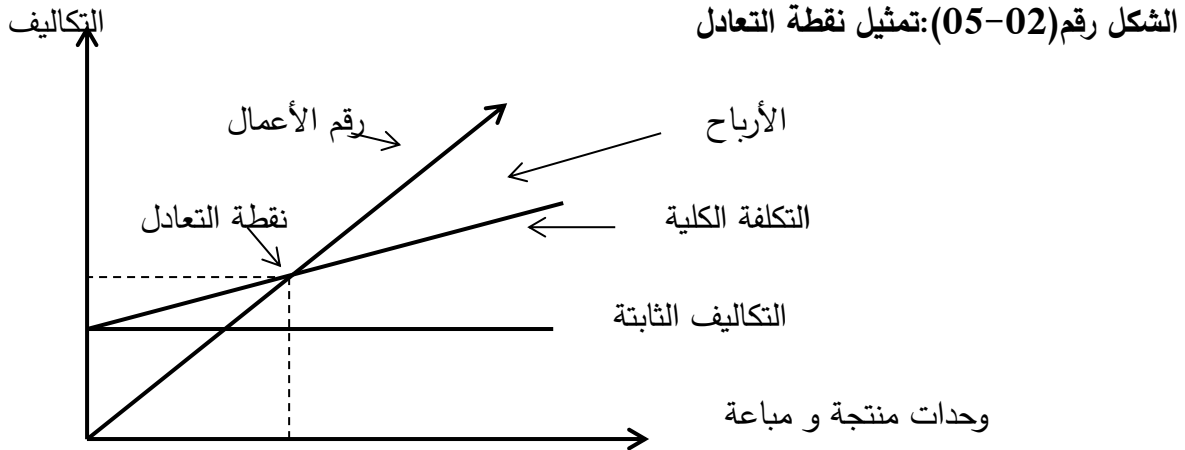 الشكل رقم(02-05):تمثيل نقطة التعادل
التكاليف
الأرباح
رقم الأعمال
التكلفة الكلية
نقطة التعادل
التكاليف الثابتة
وحدات منتجة و مباعة